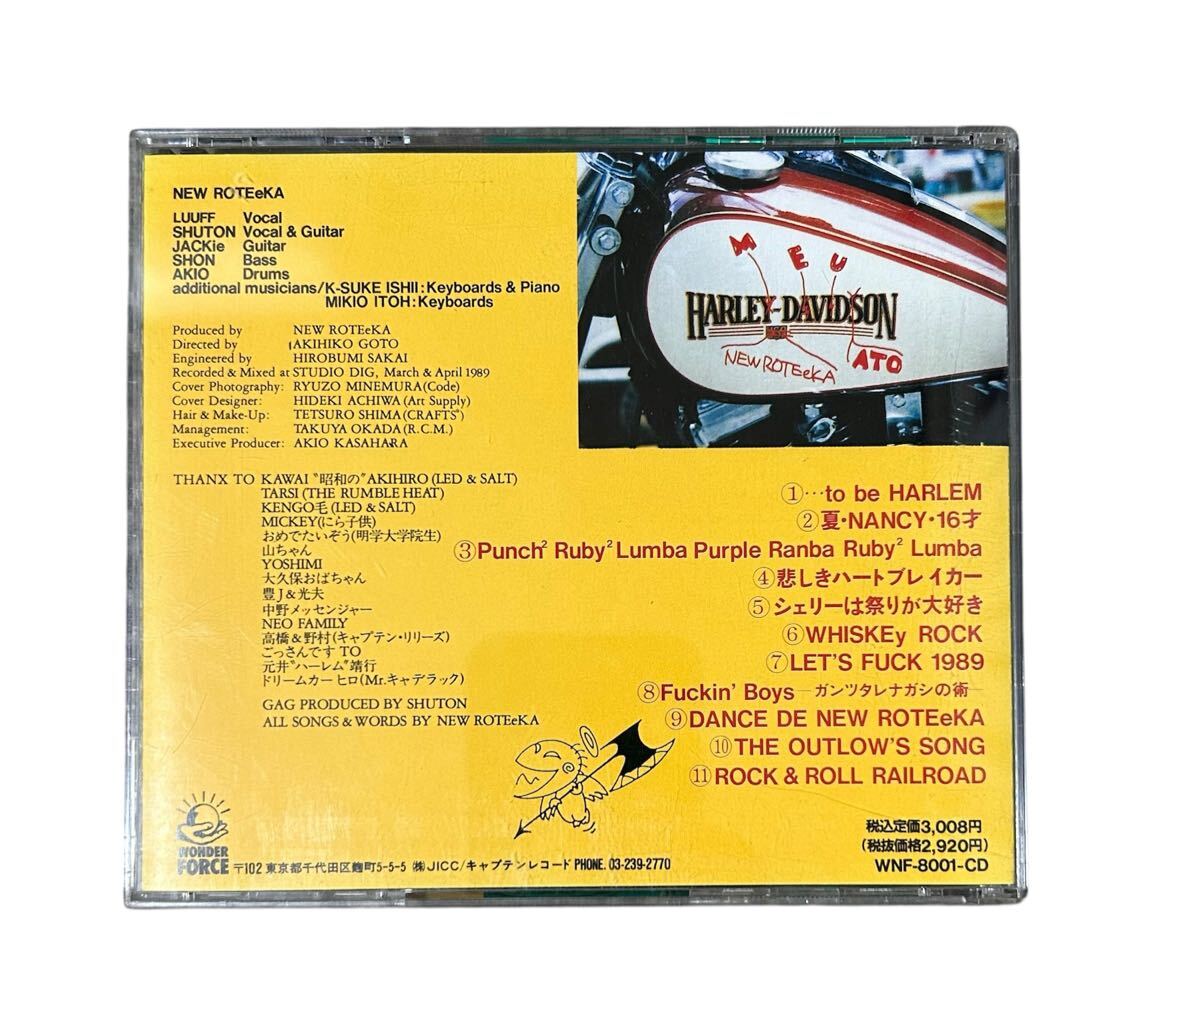 NEW ROTEeKA
LUUFF Vocal
SHUTON Vocal & Guitar
JACKie Guitar
SHON Bass
AKIO Drums
additional musicians/K-SUKE ISHII:Keyboards & Piano
MIKIO ITOH:Keyboards
Produced by NEW ROTEeKA
Directed by AKIHIKO GOTO
Engineered by HIROBUMI SAKAI
Recorded & Mixed at STUDIO DIG, March & April 1989
Cover Photography: RYUZO MINEMURA(Code)
Cover Designer: HIDEKI ACHIWA(Art Supply)
Hair & Make-Up: TETSURO SHIMA(CRAFTS)
Management: TAKUYA OKADA(R.C.M.)
Executive Producer: AKIO KASAHARA
THANX TO KAWAI "昭和の"AKIHIRO(LED & SALT)
TARSI(THE RUMBLE HEAT)
KENGO毛(LED & SALT)
MICKEY(にら子供)
おめでたいぞう(明学大学院生)
山ちゃん
YOSHIMI
大久保おばちゃん
豊J&光夫
中野メッセンジャー
NEO FAMILY
高橋&野村(キャプテン・リリーズ)
ごっさんです TO
元井"ハーレム"靖行
ドリームカー ヒロ(Mr.キャデラック)
GAG PRODUCED BY SHUTON
ALL SONGS & WORDS BY NEW ROTEeKA
WONDER FORCE
〒102 東京都千代田区麹町5-5-5 ㈱JICC/キャプテンレコード PHONE. 03-239-2770
M E U
HARLEY-DAVIDSON
USA
NEW ROTEeKA
ATO
①…to be HARLEM
②夏・NANCY・16才
③Punch² Ruby² Lumba Purple Ranba Ruby² Lumba
④悲しきハートブレイカー
⑤シェリーは祭りが大好き
⑥WHISKEy ROCK
⑦LET'S FUCK 1989
⑧Fuckin' Boys—ガンツタレナガシの術—
⑨DANCE DE NEW ROTEeKA
⑩THE OUTLOW'S SONG
⑪ROCK & ROLL RAILROAD
税込定価3,008円
(税抜価格2,920円)
WNF-8001-CD